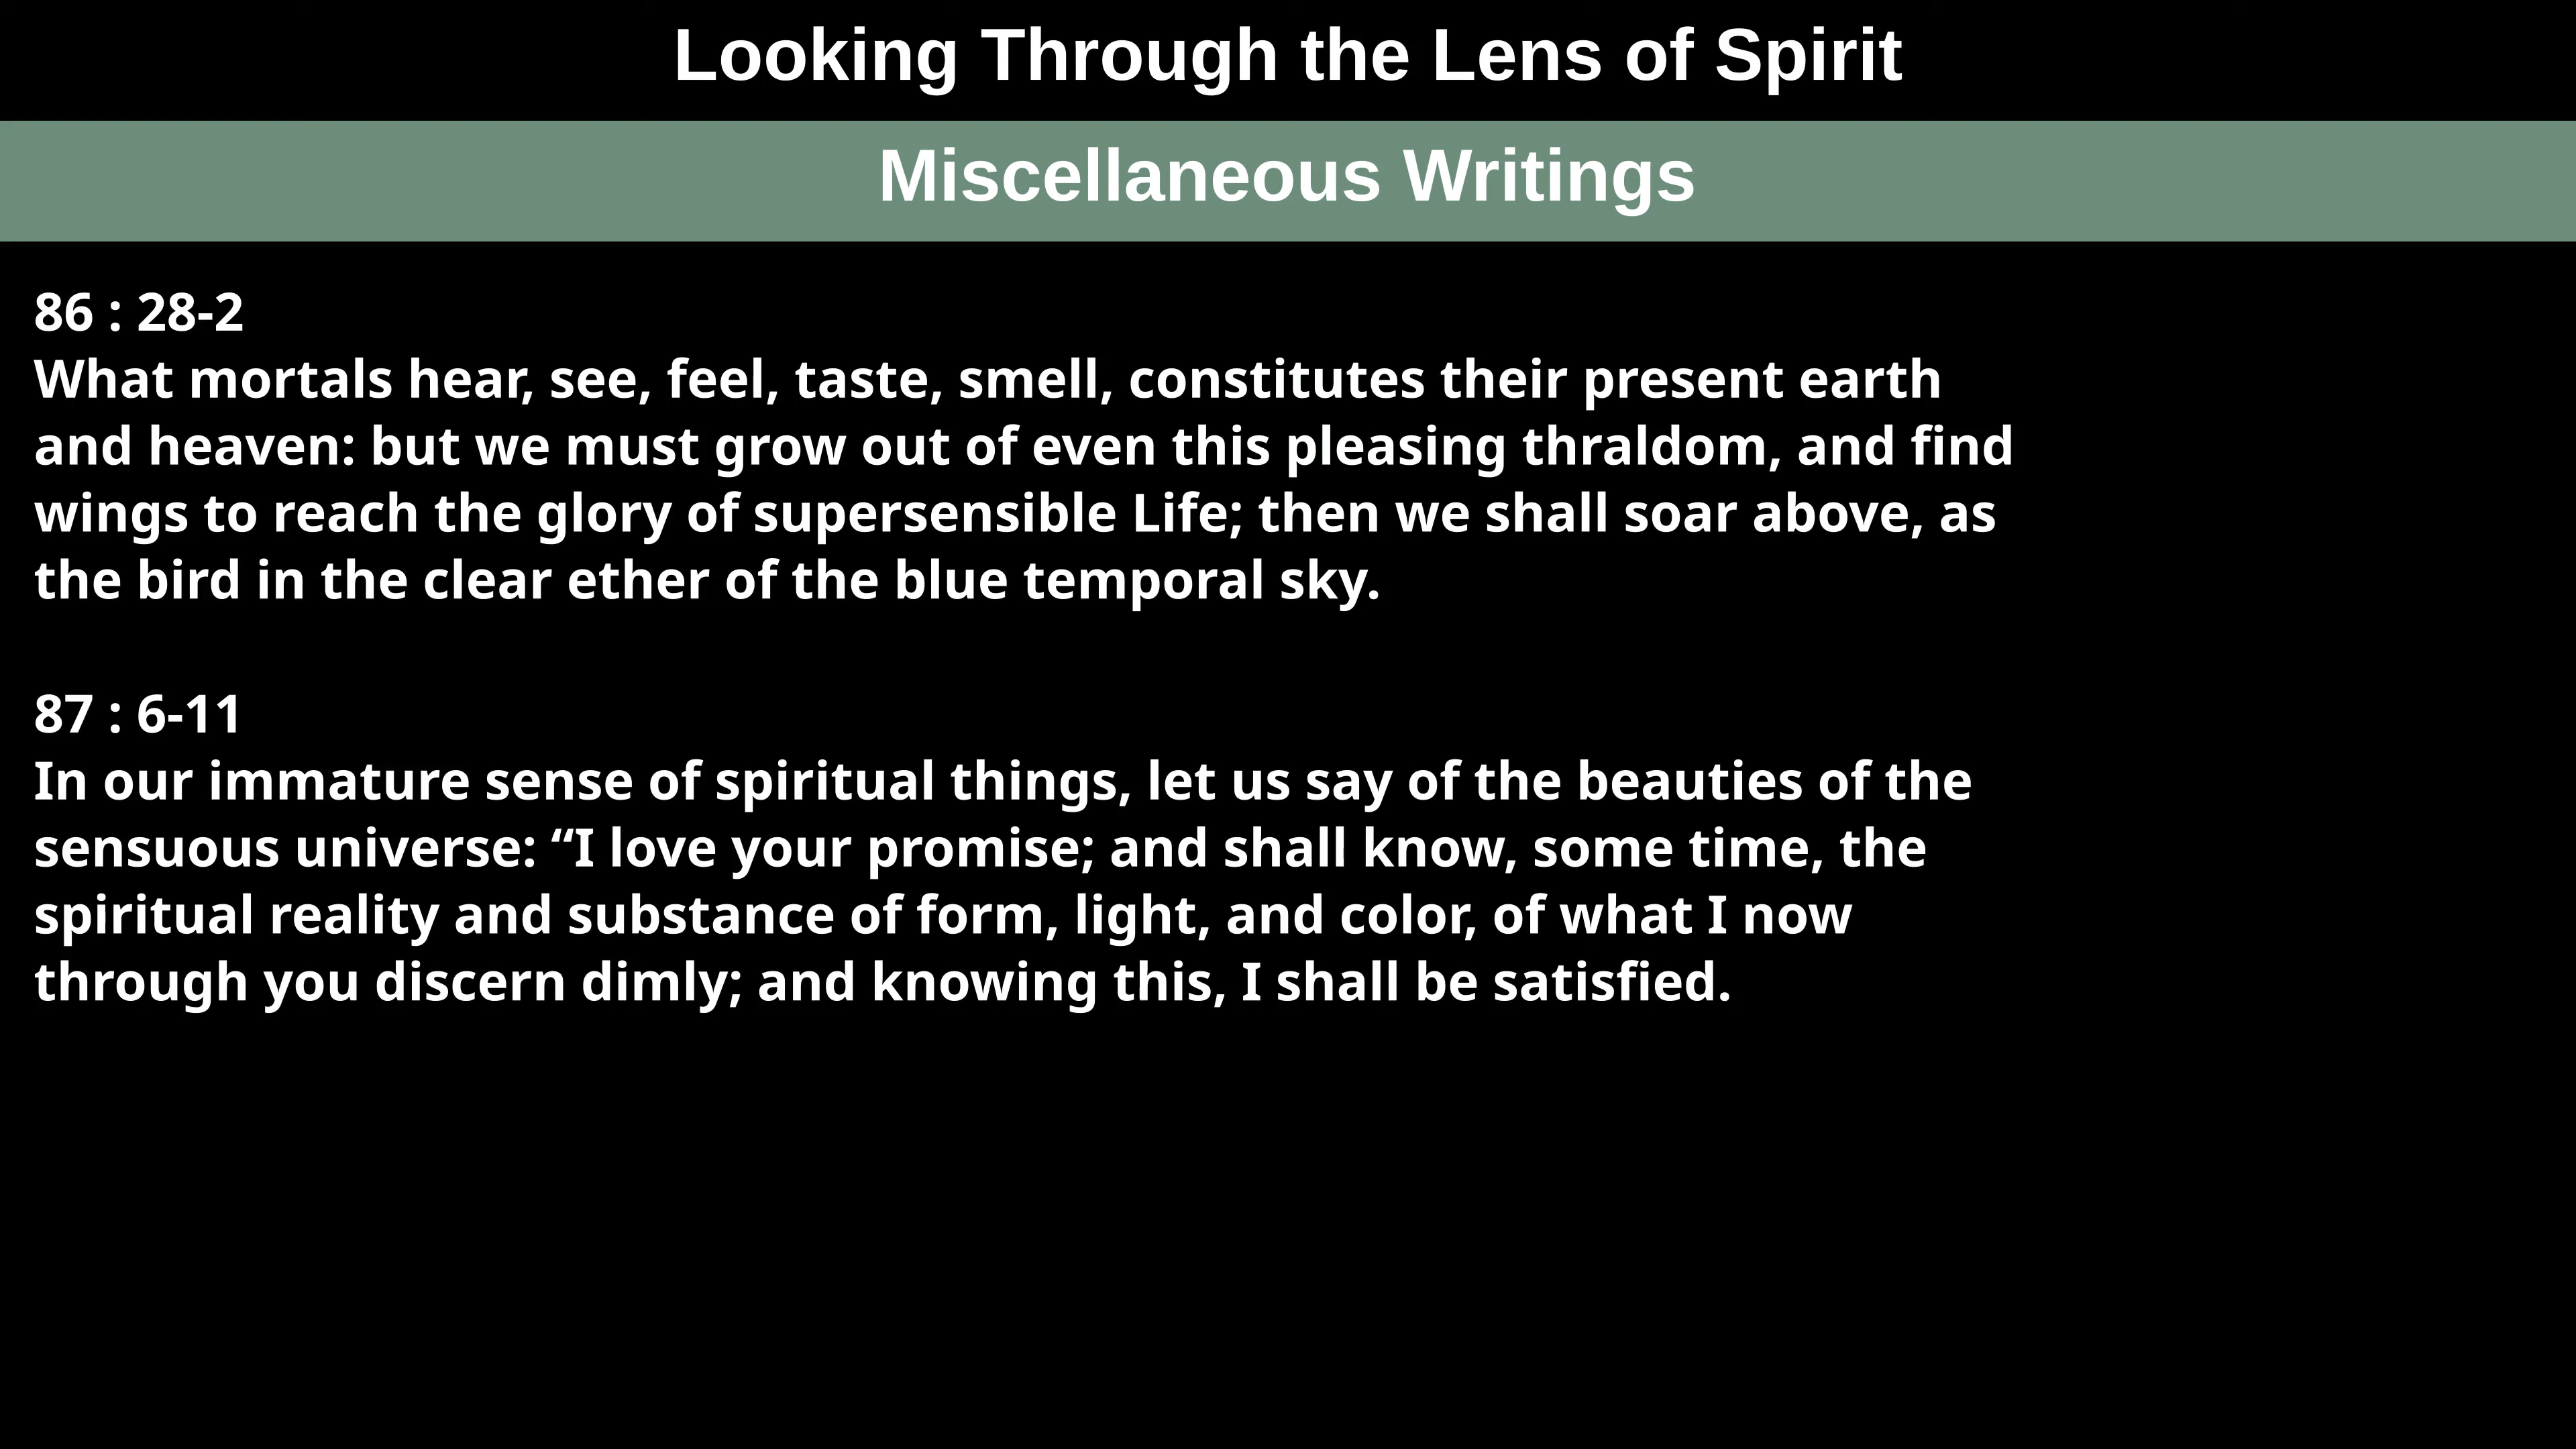 Looking Through the Lens of Spirit
Miscellaneous Writings
86 : 28-2
What mortals hear, see, feel, taste, smell, constitutes their present earth
and heaven: but we must grow out of even this pleasing thraldom, and find
wings to reach the glory of supersensible Life; then we shall soar above, as
the bird in the clear ether of the blue temporal sky.
87 : 6-11
In our immature sense of spiritual things, let us say of the beauties of the
sensuous universe: “I love your promise; and shall know, some time, the
spiritual reality and substance of form, light, and color, of what I now
through you discern dimly; and knowing this, I shall be satisfied.